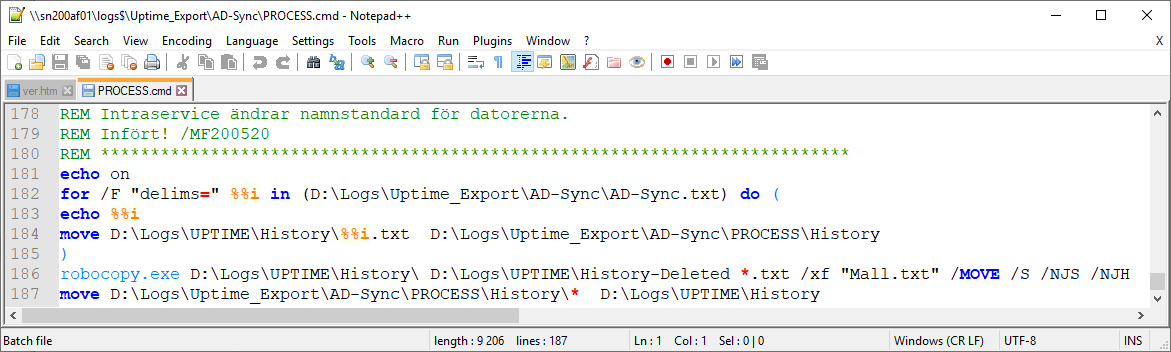 \\sn200af01\logs$\Uptime_Export\AD-Sync\PROCESS.cmd - Notepad++
File Edit Search View Encoding Language Settings Tools Macro Run Plugins Window ? X
ver.htm PROCESS.cmd
178 REM Intraservice ändrar namnstandard för datorerna.
179 REM Infört! /MF200520
180 REM ***************************************************************************
181 echo on
182 for /F "delims=" %%i in (D:\Logs\Uptime_Export\AD-Sync\AD-Sync.txt) do (
183 echo %%i
184 move D:\Logs\UPTIME\History\%%i.txt  D:\Logs\Uptime_Export\AD-Sync\PROCESS\History
185 )
186 robocopy.exe D:\Logs\UPTIME\History\ D:\Logs\UPTIME\History-Deleted *.txt /xf "Mall.txt" /MOVE /S /NJS /NJH
187 move D:\Logs\Uptime_Export\AD-Sync\PROCESS\History\*  D:\Logs\UPTIME\History
Batch file length : 9 206 lines : 187 Ln : 1 Col : 1 Sel : 0 | 0 Windows (CR LF) UTF-8 INS